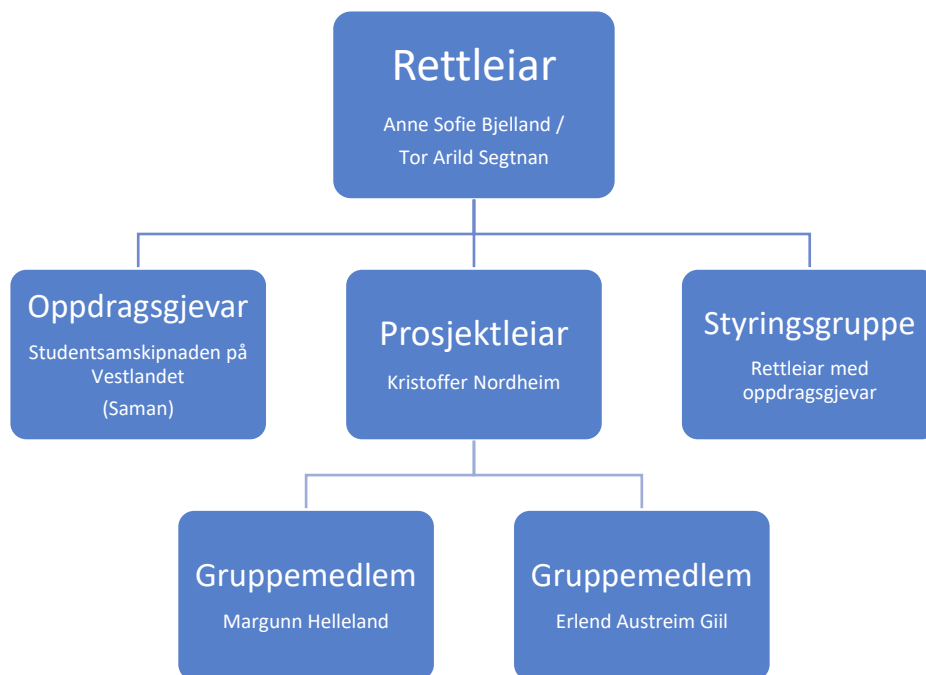 Rettleiar
Anne Sofie Bjelland /
Tor Arild Segtnan
Oppdragsgjevar
Studentsamskipnaden på
Vestlandet
(Saman)
Prosjektleiar
Kristoffer Nordheim
Styringsgruppe
Rettleiar med
oppdragsgjevar
Gruppemedlem
Margunn Helleland
Gruppemedlem
Erlend Austreim Giil